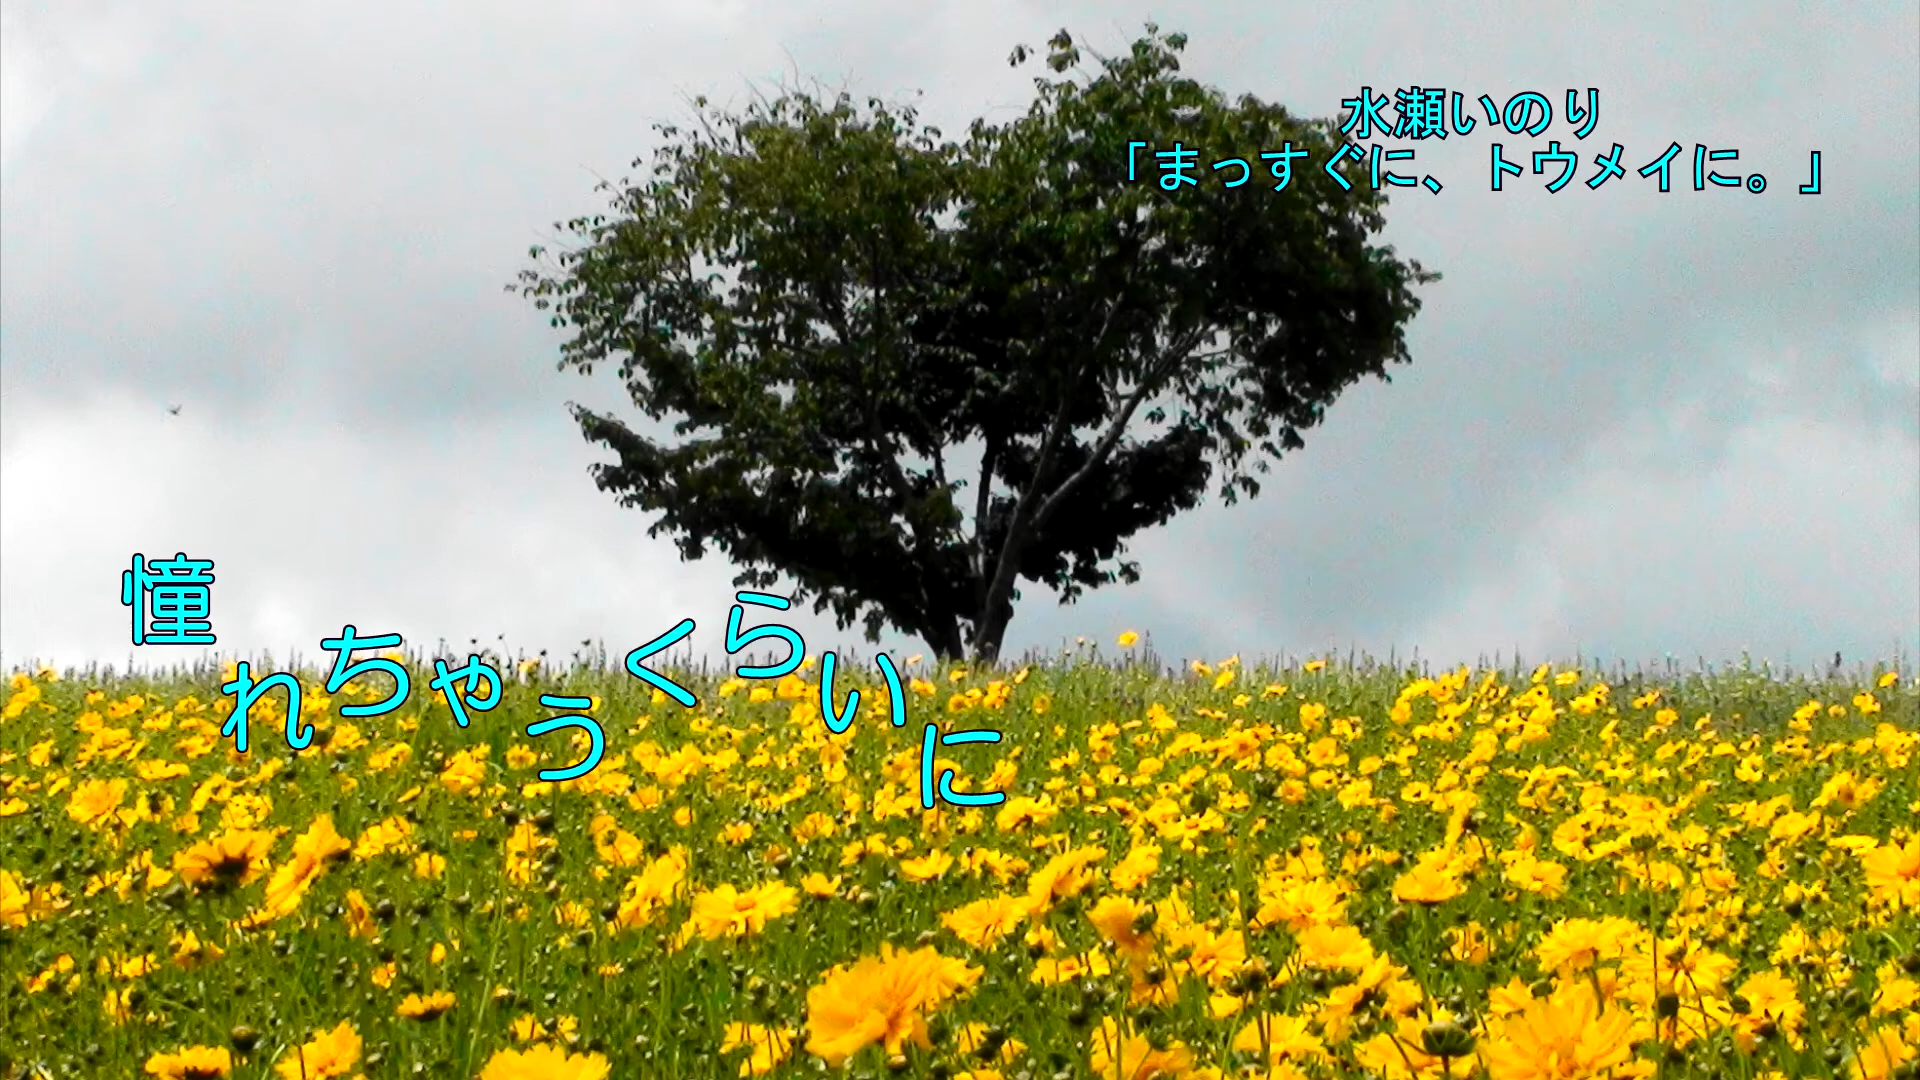 水瀬いのり
「まっすぐに、トウメイに。」
憧れちゃうくらいに